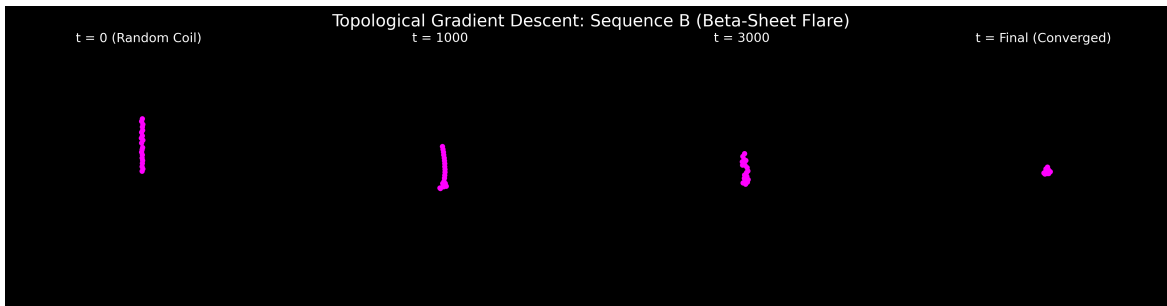 Topological Gradient Descent: Sequence B (Beta-Sheet Flare)
t = 0 (Random Coil)
t = 1000
t = 3000
t = Final (Converged)